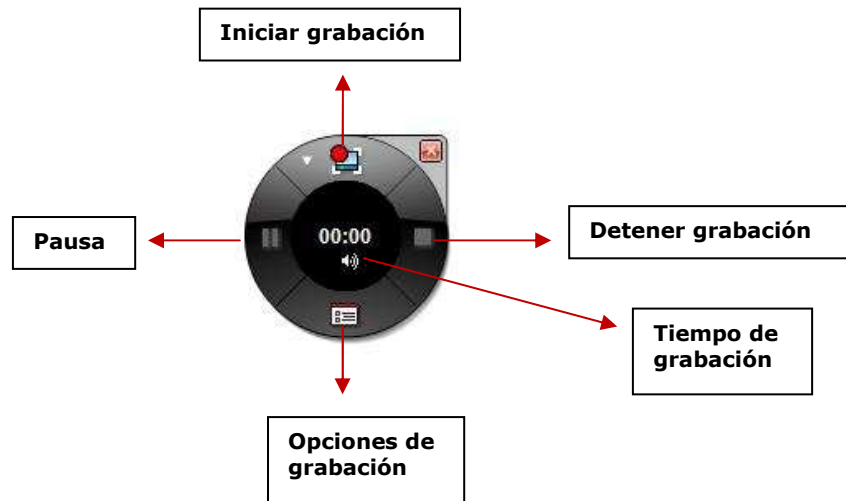 Iniciar grabación
Pausa
00:00
Detener grabación
Tiempo de
grabación
Opciones de
grabación